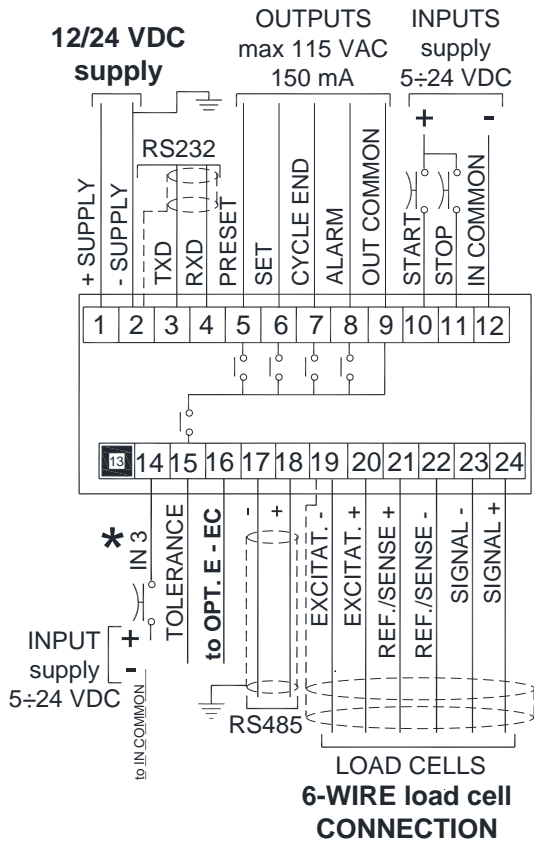 12/24 VDC
supply
OUTPUTS
max 115 VAC
150 mA
INPUTS
supply
5÷24 VDC
+ -
RS232
+ SUPPLY
- SUPPLY
TXD
RXD
PRESET
SET
CYCLE END
ALARM
OUT COMMON
START
STOP
IN COMMON
1 2 3 4 5 6 7 8 9 10 11 12
13 14 15 16 17 18 19 20 21 22 23 24
* IN 3
TOLERANCE
to OPT. E - EC
- +
EXCITAT. -
EXCITAT. +
REF./SENSE +
REF./SENSE -
SIGNAL -
SIGNAL +
INPUT
supply
5÷24 VDC
+
-
to IN COMMON
RS485
LOAD CELLS
6-WIRE load cell
CONNECTION